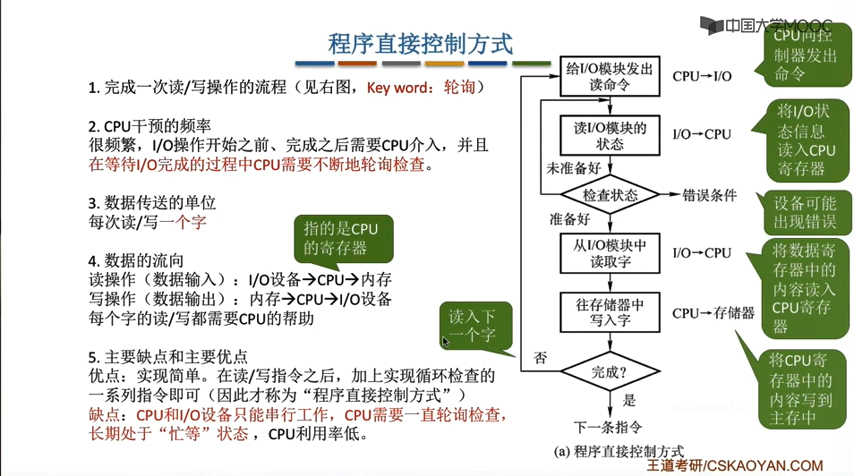 中国大学MOOC
程序直接控制方式
1. 完成一次读/写操作的流程（见右图，Key word：轮询）
2. CPU干预的频率
很频繁，I/O操作开始之前、完成之后需要CPU介入，并且
在等待I/O完成的过程中CPU需要不断地轮询检查。
3. 数据传送的单位
每次读/写一个字
指的是CPU
的寄存器
4. 数据的流向
读操作（数据输入）：I/O设备→CPU→内存
写操作（数据输出）：内存→CPU→I/O设备
每个字的读/写都需要CPU的帮助
5. 主要缺点和主要优点
优点：实现简单。在读/写指令之后，加上实现循环检查的
一系列指令即可（因此才称为“程序直接控制方式”）
缺点：CPU和I/O设备只能串行工作，CPU需要一直轮询检查，
长期处于“忙等”状态，CPU利用率低。
给I/O模块发出
读命令
CPU→I/O
CPU向控
制器发出
命令
读I/O模块的
状态
I/O→CPU
将I/O状
态信息
读入CPU
寄存器
未准备好
检查状态
错误条件
设备可能
出现错误
准备好
从I/O模块中
读取字
I/O→CPU
将数据寄
存器中的
内容读入
CPU寄存
器
往存储器中
写入字
CPU→存储器
将CPU寄
存器中的
内容写到
主存中
读入下
一个字
否
完成？
是
下一条指令
(a) 程序直接控制方式
王道考研/CSKAOYAN.COM